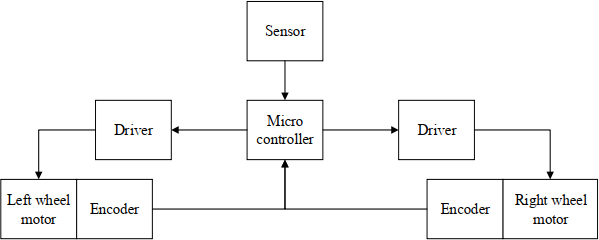 Sensor
Driver
Micro
controller
Driver
Left wheel
motor
Encoder
Encoder
Right wheel
motor